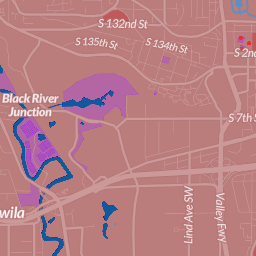 S 132nd St
S 135th St
S 134th St
S 2nd
Black River
Junction
S 7th S
wila
Lind Ave SW
Valley Fwy